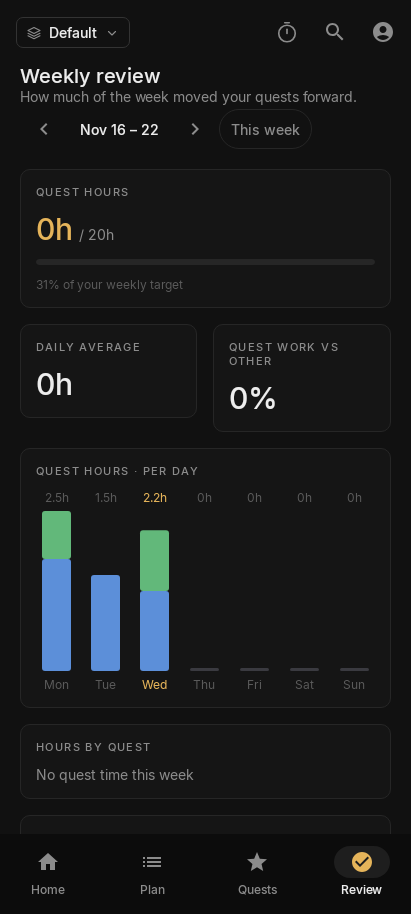 Default
Weekly review
How much of the week moved your quests forward.
Nov 16 – 22
This week
QUEST HOURS
0h / 20h
31% of your weekly target
DAILY AVERAGE
0h
QUEST WORK VS
OTHER
0%
QUEST HOURS · PER DAY
2.5h 1.5h 2.2h 0h 0h 0h 0h
Mon Tue Wed Thu Fri Sat Sun
HOURS BY QUEST
No quest time this week
Home Plan Quests Review